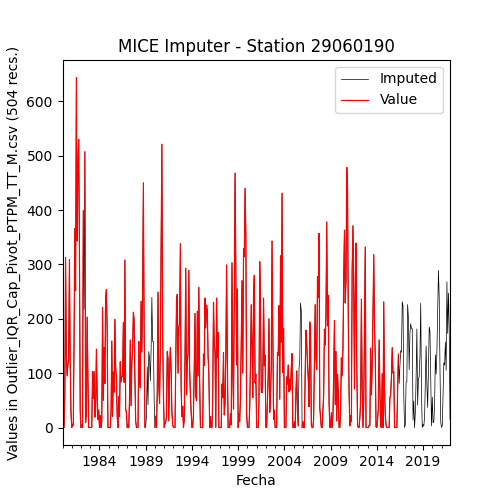 MICE Imputer - Station 29060190
Values in Outlier_IQR_Cap_Pivot_PTPM_TT_M.csv (504 recs.)
Imputed
Value
600
500
400
300
200
100
0
1984 1989 1994 1999 2004 2009 2014 2019
Fecha